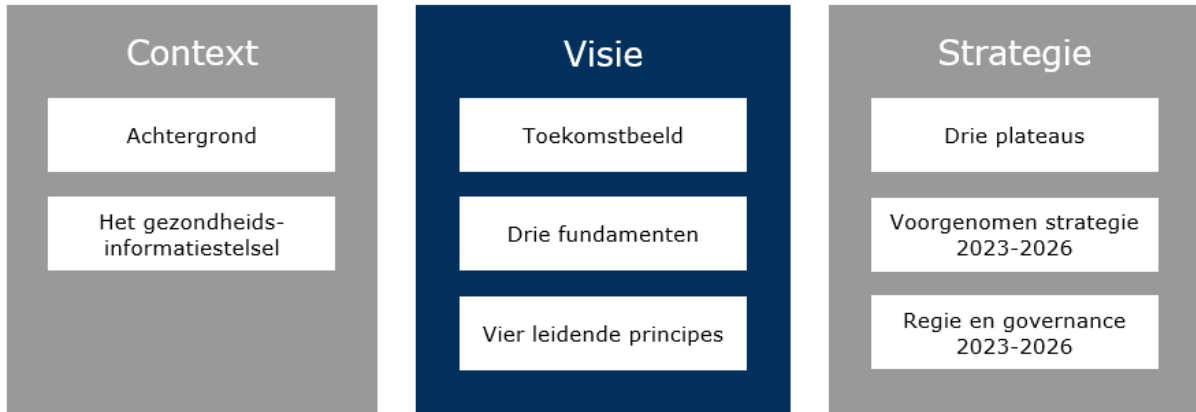 Context
Achtergrond
Het gezondheids-
informatiestelsel
Visie
Toekomstbeeld
Drie fundamenten
Vier leidende principes
Strategie
Drie plateaus
Voorgenomen strategie
2023-2026
Regie en governance
2023-2026